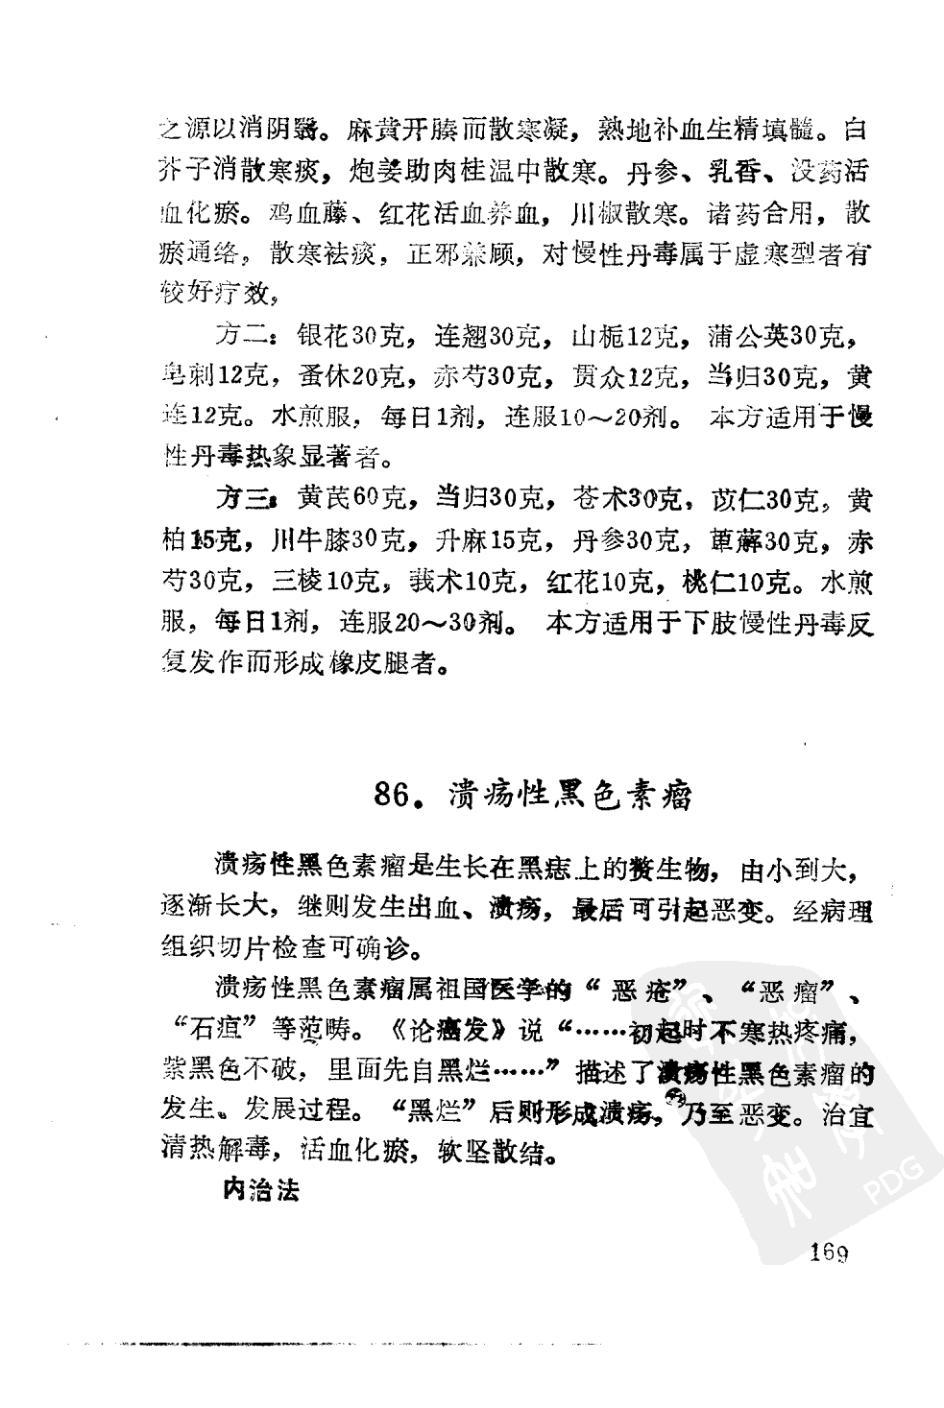 之源以消阴翳。麻黄开腠而散寒凝，熟地补血生精填髓。白
芥子消散寒痰，炮姜助肉桂温中散寒。丹参、乳香、没药活
血化瘀。鸡血藤、红花活血养血，川椒散寒。诸药合用，散
瘀通络，散寒祛痰，正邪兼顾，对慢性丹毒属于虚寒型者有
较好疗效，
方二：银花30克，连翘30克，山栀12克，蒲公英30克，
皂刺12克，蚤休20克，赤芍30克，贯众12克，当归30克，黄
连12克。水煎服，每日1剂，连服10～20剂。 本方适用于慢
性丹毒热象显著者。
方三：黄芪60克，当归30克，苍术30克，苡仁30克，黄
柏15克，川牛膝30克，升麻15克，丹参30克，萆薢30克，赤
芍30克，三棱10克，莪术10克，红花10克，桃仁10克。水煎
服，每日1剂，连服20～30剂。 本方适用于下肢慢性丹毒反
复发作而形成橡皮腿者。
86．溃疡性黑色素瘤
溃疡性黑色素瘤是生长在黑痣上的赘生物，由小到大，
逐渐长大，继则发生出血、溃疡，最后可引起恶变。经病理
组织切片检查可确诊。
溃疡性黑色素瘤属祖国医学的“恶疮”、“恶瘤”、
“石疽”等范畴。《论癌发》说“……初起时不寒热疼痛，
紫黑色不破，里面先自黑烂……”描述了溃疡性黑色素瘤的
发生、发展过程。“黑烂”后则形成溃疡，乃至恶变。治宜
清热解毒，活血化瘀，软坚散结。
内治法
169
PDG